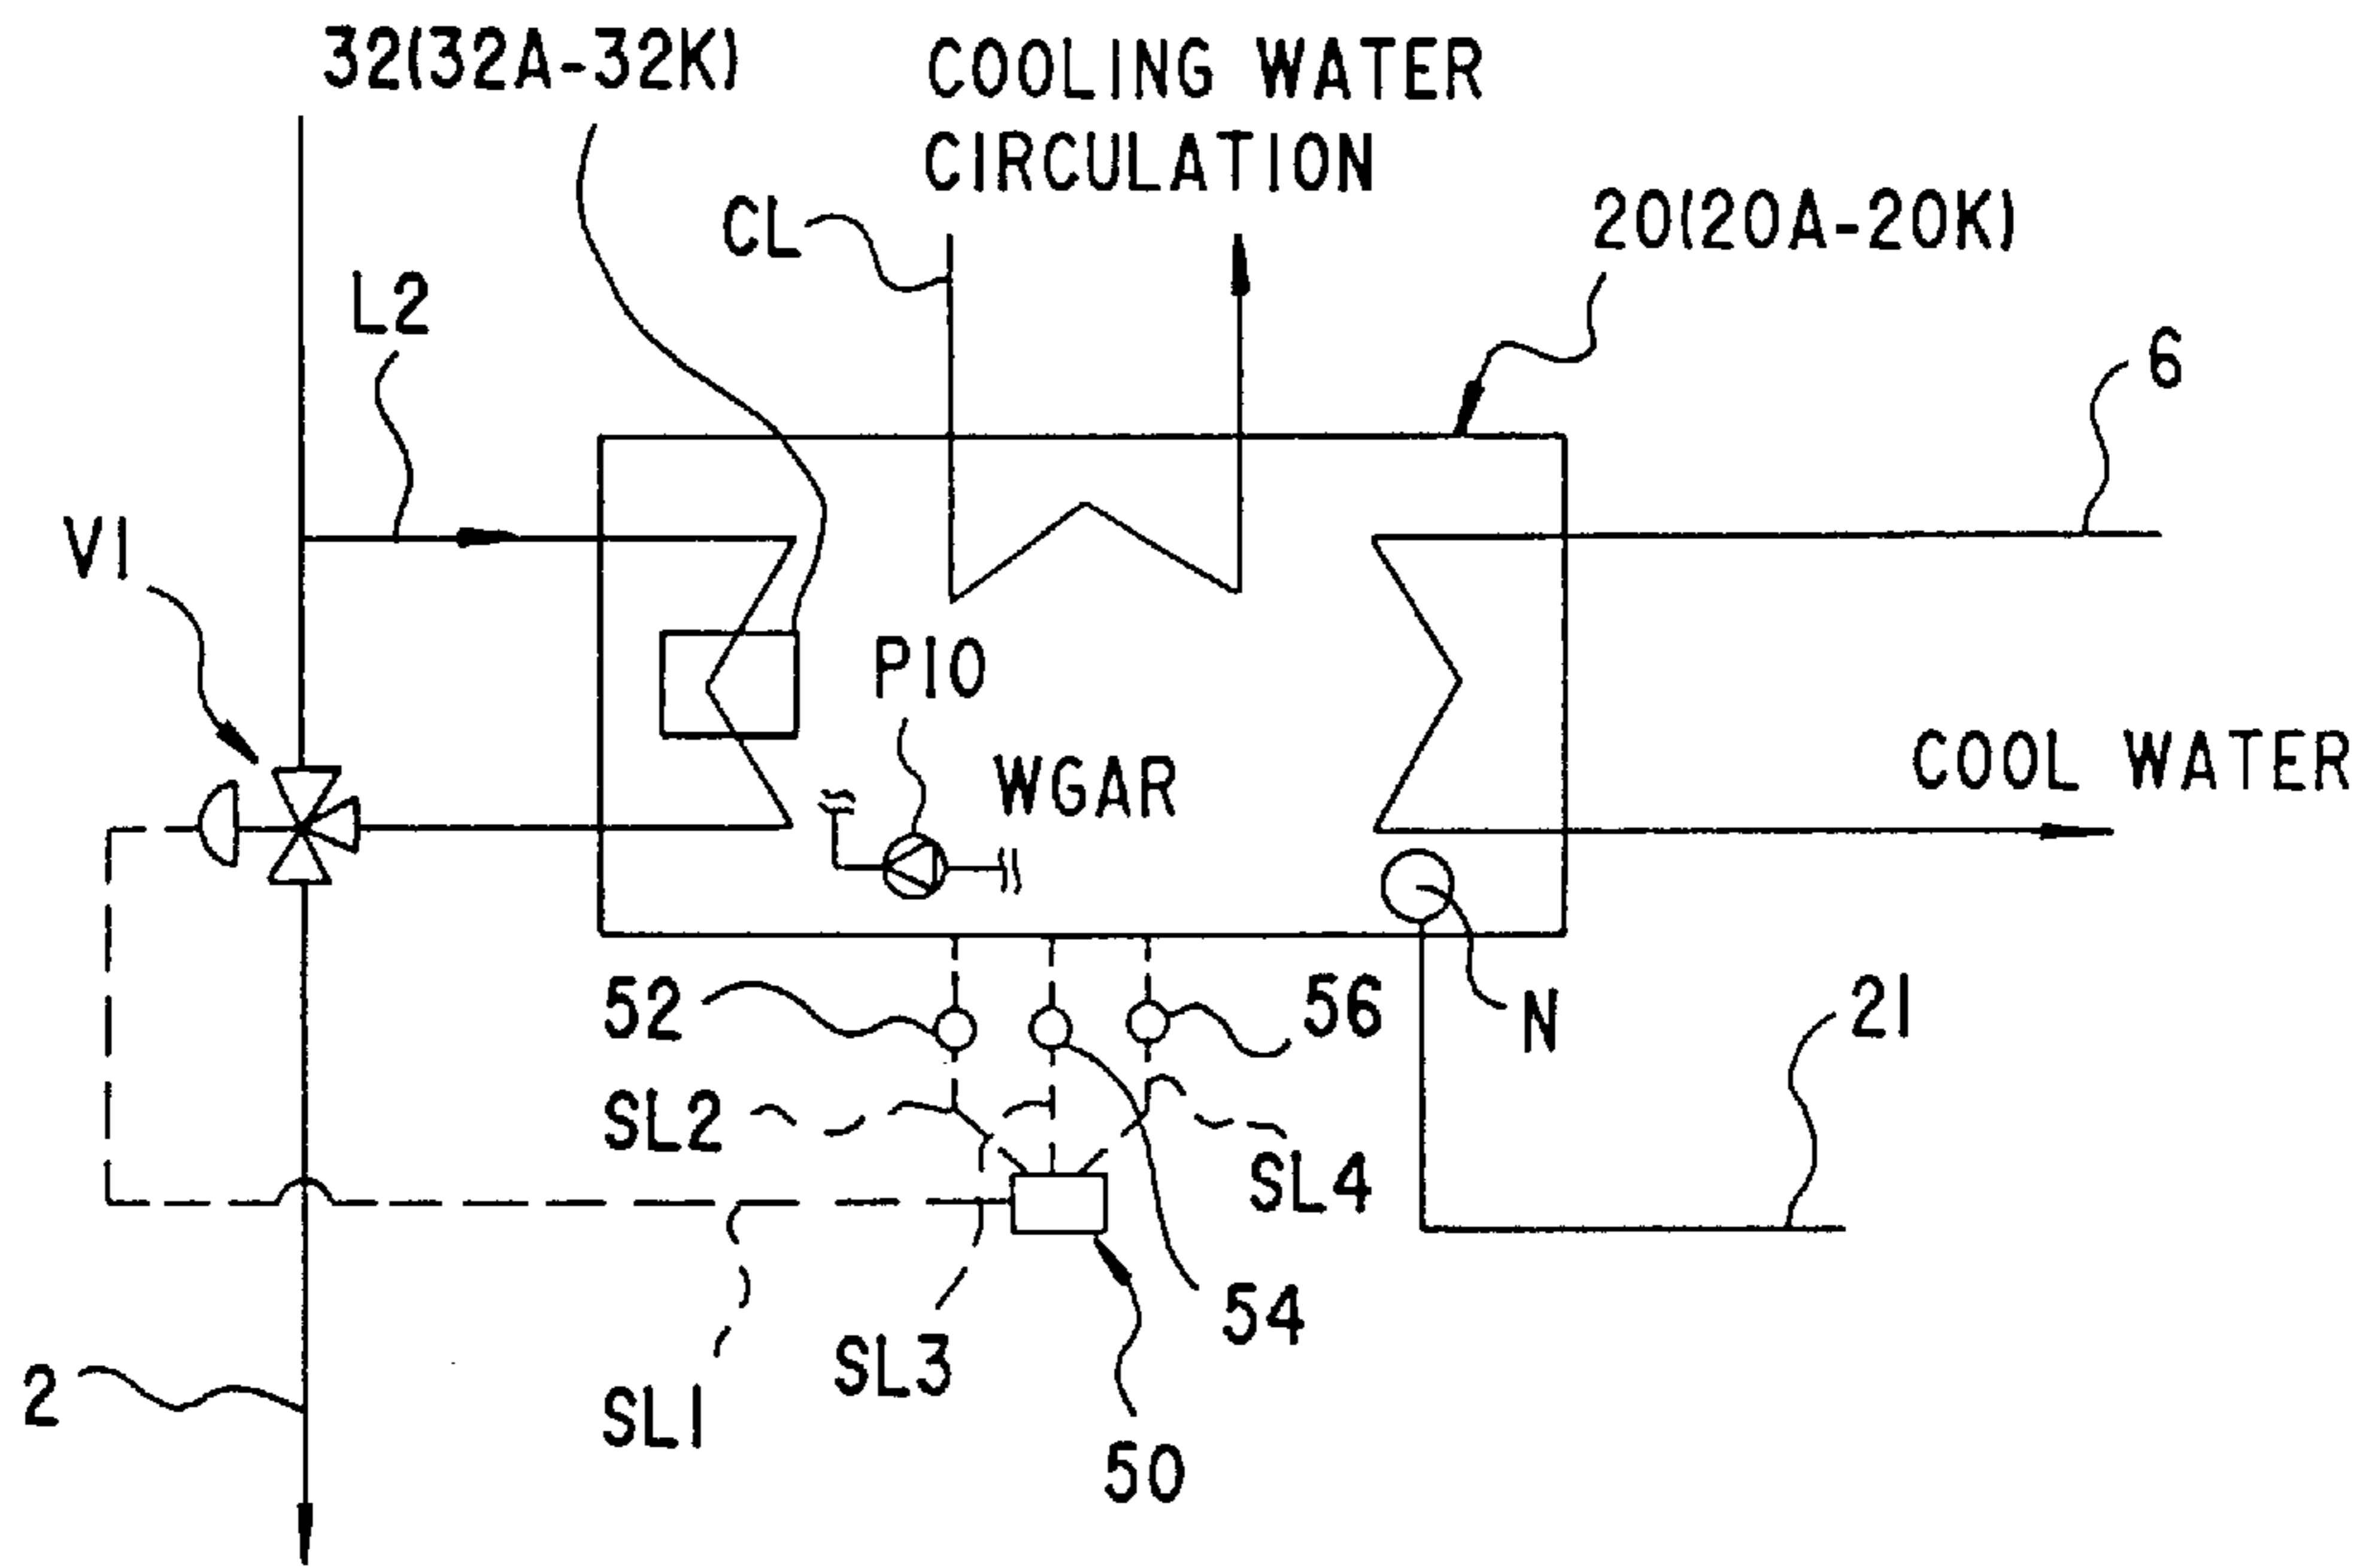 32(32A-32K)
COOLING WATER
CIRCULATION
CL
20(20A-20K)
L2
6
V1
P10
WGAR
COOL WATER
52
56
N
21
SL2
SL4
54
SL3
2
SL1
50